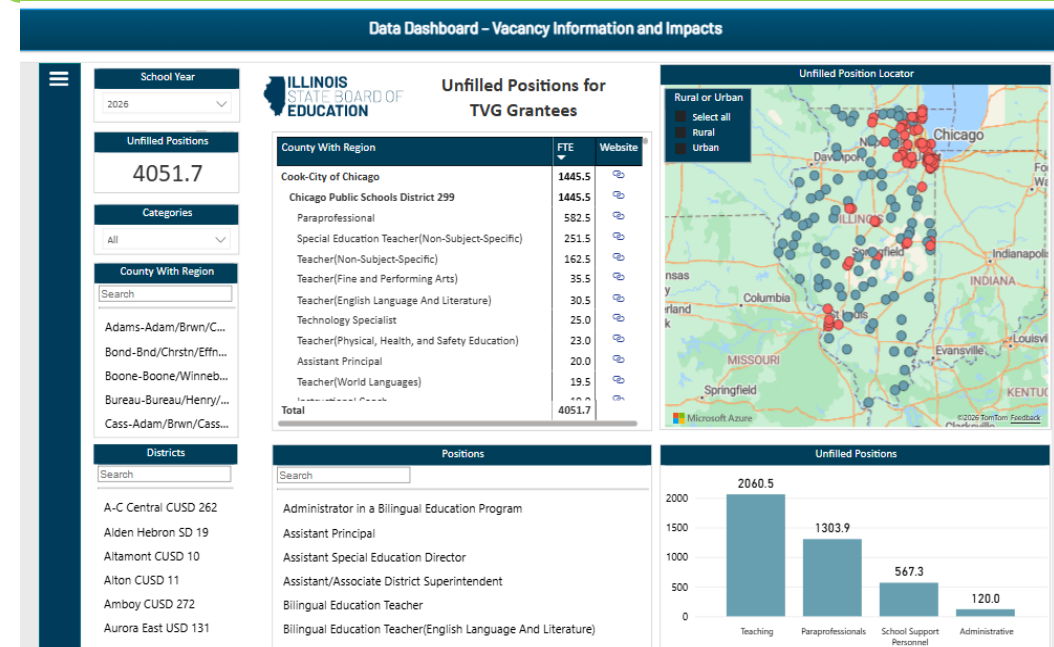 Data Dashboard – Vacancy Information and Impacts
School Year
2026
Unfilled Positions
4051.7
Categories
All
County With Region
Search
Adams-Adam/Brwn/C...
Bond-Bnd/Chrstn/Effn...
Boone-Boone/Winneb...
Bureau-Bureau/Henry/...
Cass-Adam/Brwn/Cass...
Districts
Search
A-C Central CUSD 262
Alden Hebron SD 19
Altamont CUSD 10
Alton CUSD 11
Amboy CUSD 272
Aurora East USD 131
ILLINOIS
STATE BOARD OF
EDUCATION
Unfilled Positions for
TVG Grantees
County With Region FTE Website
Cook-City of Chicago 1445.5
Chicago Public Schools District 299 1445.5
Paraprofessional 582.5
Special Education Teacher(Non-Subject-Specific) 251.5
Teacher(Non-Subject-Specific) 162.5
Teacher(Fine and Performing Arts) 35.5
Teacher(English Language And Literature) 30.5
Technology Specialist 25.0
Teacher(Physical, Health, and Safety Education) 23.0
Assistant Principal 20.0
Teacher(World Languages) 19.5
Total 4051.7
Positions
Search
Administrator in a Bilingual Education Program
Assistant Principal
Assistant Special Education Director
Assistant/Associate District Superintendent
Bilingual Education Teacher
Bilingual Education Teacher(English Language And Literature)
Unfilled Position Locator
Rural or Urban
Select all
Rural
Urban
Chicago
Davenport
ILLINOIS
Springfield
Indianapolis
INDIANA
Columbia
St Louis
MISSOURI
Evansville
Springfield
Microsoft Azure
©2026 TomTom Feedback
Unfilled Positions
2000
1500
1000
500
0
2060.5
1303.9
567.3
120.0
Teaching
Paraprofessionals
School Support
Personnel
Administrative